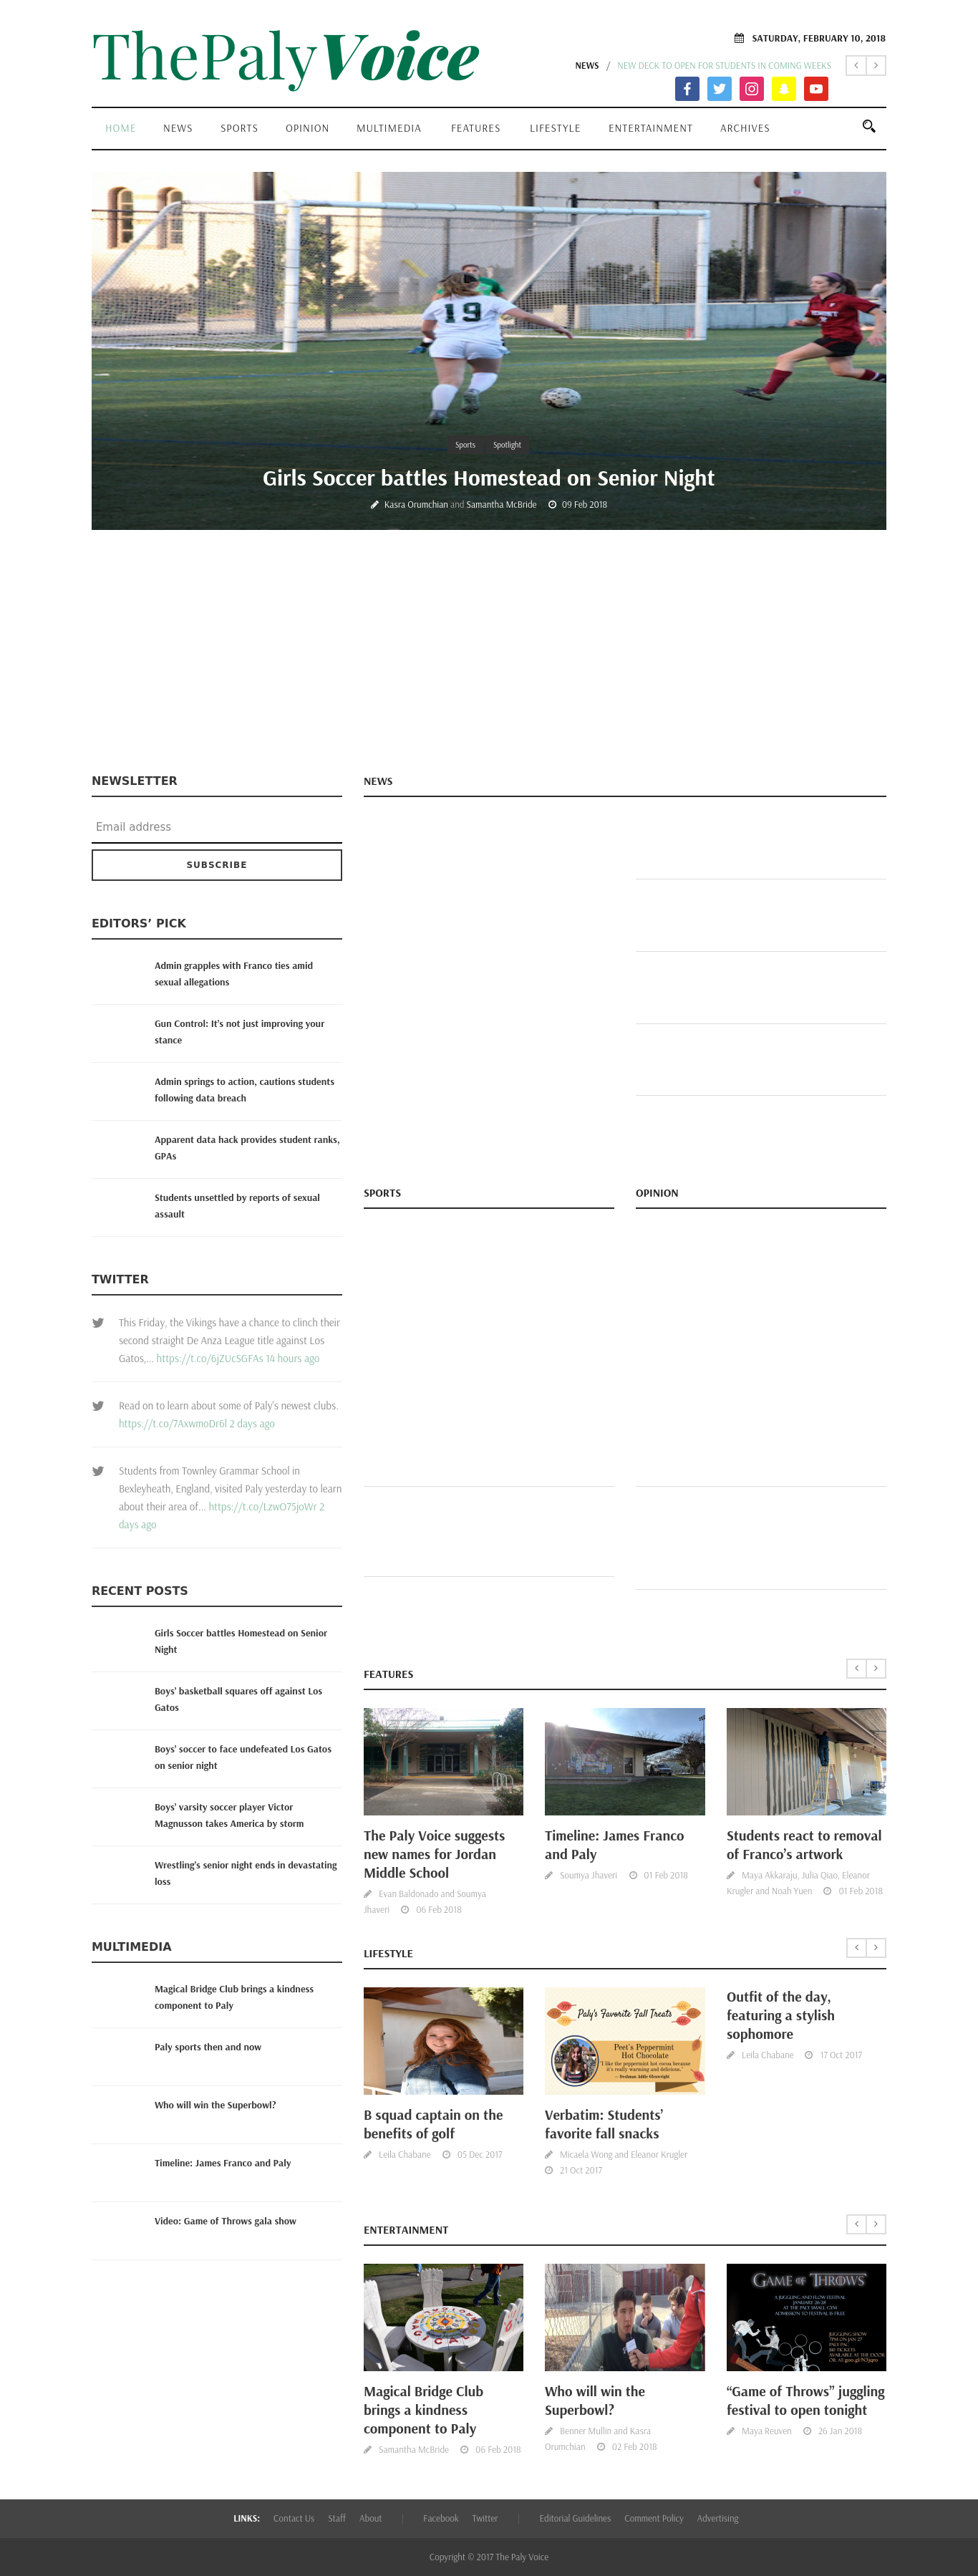 ThePalyVoice
SATURDAY, FEBRUARY 10, 2018
NEWS / NEW DECK TO OPEN FOR STUDENTS IN COMING WEEKS
HOME NEWS SPORTS OPINION MULTIMEDIA FEATURES LIFESTYLE ENTERTAINMENT ARCHIVES
19
Sports Spotlight
Girls Soccer battles Homestead on Senior Night
Kasra Orumchian and Samantha McBride 09 Feb 2018
NEWSLETTER
Email address
SUBSCRIBE
EDITORS’ PICK
Admin grapples with Franco ties amid
sexual allegations
Gun Control: It's not just improving your
stance
Admin springs to action, cautions students
following data breach
Apparent data hack provides student ranks,
GPAs
Students unsettled by reports of sexual
assault
TWITTER
This Friday, the Vikings have a chance to clinch their
second straight De Anza League title against Los
Gatos,... https://t.co/6jZUcSGFAs 14 hours ago
Read on to learn about some of Paly's newest clubs.
https://t.co/7AxwmoDr6l 2 days ago
Students from Townley Grammar School in
Bexleyheath, England, visited Paly yesterday to learn
about their area of... https://t.co/LzwO75joWr 2
days ago
RECENT POSTS
Girls Soccer battles Homestead on Senior
Night
Boys' basketball squares off against Los
Gatos
Boys' soccer to face undefeated Los Gatos
on senior night
Boys' varsity soccer player Victor
Magnusson takes America by storm
Wrestling's senior night ends in devastating
loss
MULTIMEDIA
Magical Bridge Club brings a kindness
component to Paly
Paly sports then and now
Who will win the Superbowl?
Timeline: James Franco and Paly
Video: Game of Throws gala show
NEWS
SPORTS
OPINION
FEATURES
The Paly Voice suggests
new names for Jordan
Middle School
Evan Baldonado and Soumya
Jhaveri 06 Feb 2018
Timeline: James Franco
and Paly
Soumya Jhaveri 01 Feb 2018
Students react to removal
of Franco’s artwork
Maya Akkaraju, Julia Qiao, Eleanor
Krugler and Noah Yuen 01 Feb 2018
LIFESTYLE
B squad captain on the
benefits of golf
Leila Chabane 05 Dec 2017
Paly's Favorite Fall Treats
Peet's Peppermint
Hot Chocolate
Verbatim: Students’
favorite fall snacks
Micaela Wong and Eleanor Krugler
21 Oct 2017
Outfit of the day,
featuring a stylish
sophomore
Leila Chabane 17 Oct 2017
ENTERTAINMENT
Magical Bridge Club
brings a kindness
component to Paly
Samantha McBride 06 Feb 2018
Who will win the
Superbowl?
Benner Mullin and Kasra
Orumchian 02 Feb 2018
GAME OF THROWS
A JUGGLING AND FLOW FESTIVAL
JANUARY 26-28
AT THE PALY SMALL GYM
ADMISSION TO FESTIVAL IS FREE
“Game of Throws” juggling
festival to open tonight
Maya Reuven 26 Jan 2018
LINKS: Contact Us Staff About | Facebook Twitter | Editorial Guidelines Comment Policy Advertising
Copyright © 2017 The Paly Voice